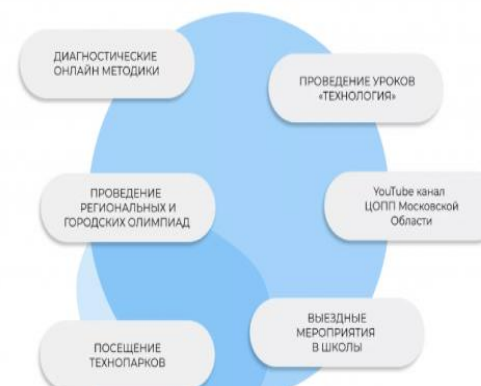 ДИАГНОСТИЧЕСКИЕ
ОНЛАЙН МЕТОДИКИ
ПРОВЕДЕНИЕ УРОКОВ
«ТЕХНОЛОГИЯ»
ПРОВЕДЕНИЕ
РЕГИОНАЛЬНЫХ И
ГОРОДСКИХ ОЛИМПИАД
YouTube канал
ЦОПП Московской
Области
ПОСЕЩЕНИЕ
ТЕХНОПАРКОВ
ВЫЕЗДНЫЕ
МЕРОПРИЯТИЯ
В ШКОЛЫ